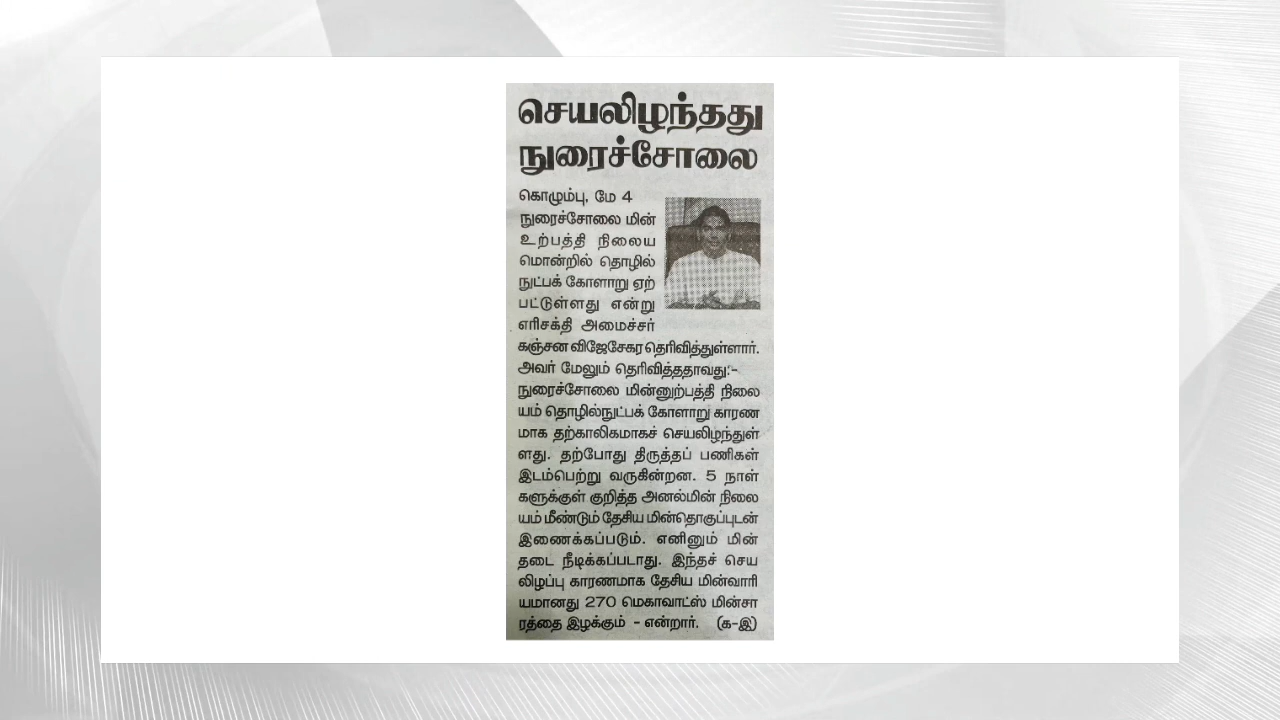 செயலிழந்தது
நுரைச்சோலை
கொழும்பு, மே 4
நுரைச்சோலை மின்
உற்பத்தி நிலைய
மொன்றில் தொழில்
நுட்பக் கோளாறு ஏற்
பட்டுள்ளது என்று
எரிசக்தி அமைச்சர்
கஞ்சன விஜேசேகர தெரிவித்துள்ளார்.
அவர் மேலும் தெரிவித்ததாவது:-
நுரைச்சோலை மின்னுற்பத்தி நிலை
யம் தொழில்நுட்பக் கோளாறு காரண
மாக தற்காலிகமாகச் செயலிழந்துள்
ளது. தற்போது திருத்தப் பணிகள்
இடம்பெற்று வருகின்றன. 5 நாள்
களுக்குள் குறித்த அனல்மின் நிலை
யம் மீண்டும் தேசிய மின்தொகுப்புடன்
இணைக்கப்படும். எனினும் மின்
தடை நீடிக்கப்படாது. இந்தச் செய
லிழப்பு காரணமாக தேசிய மின்வாரி
யமானது 270 மெகாவாட்ஸ் மின்சா
ரத்தை இழக்கும் - என்றார். (க-இ)